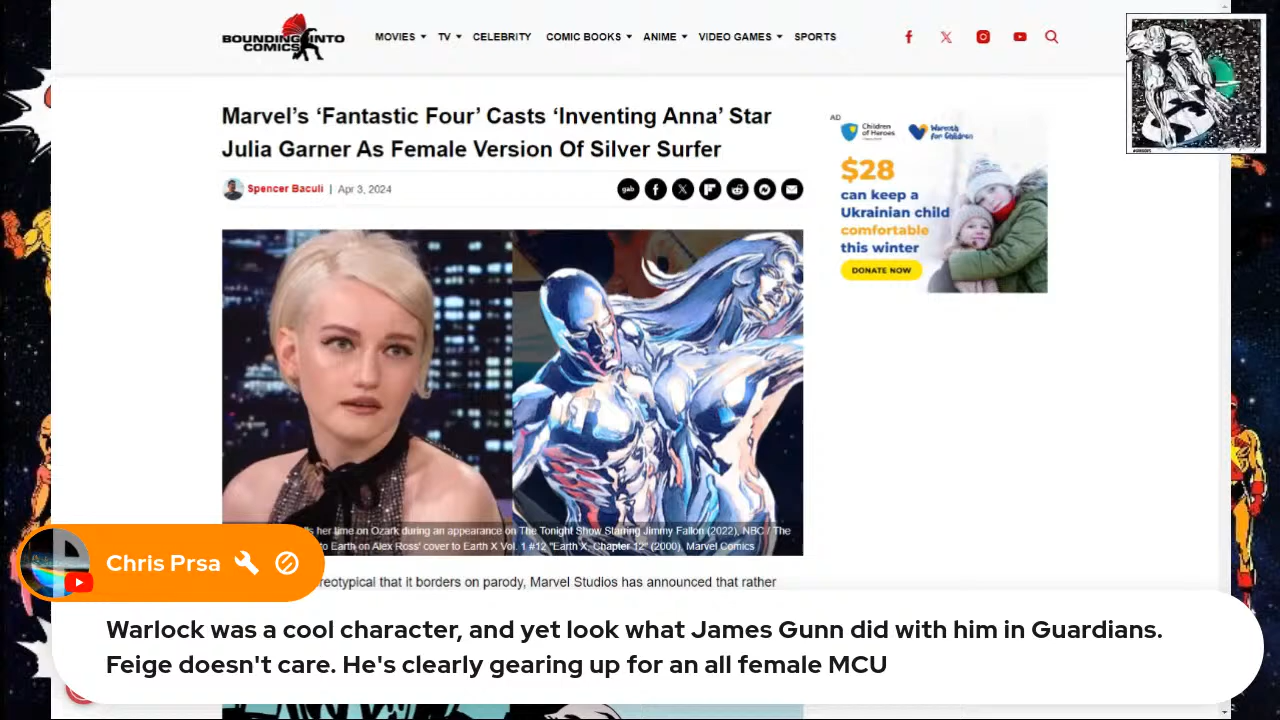 BOUNDING INTO
COMICS
MOVIES TV CELEBRITY COMIC BOOKS ANIME VIDEO GAMES SPORTS
Marvel’s ‘Fantastic Four’ Casts ‘Inventing Anna’ Star
Julia Garner As Female Version Of Silver Surfer
Spencer Baculi | Apr 3, 2024
gab
AD
Children
of Heroes
Warmth
for Children
$28
can keep a
Ukrainian child
comfortable
this winter
DONATE NOW
her time on Ozark during an appearance on The Tonight Show Starring Jimmy Fallon (2022), NBC / The
to Earth on Alex Ross' cover to Earth X Vol. 1 #12 "Earth X, Chapter 12" (2000), Marvel Comics
Chris Prsa
reotypical that it borders on parody, Marvel Studios has announced that rather
Warlock was a cool character, and yet look what James Gunn did with him in Guardians.
Feige doesn't care. He's clearly gearing up for an all female MCU